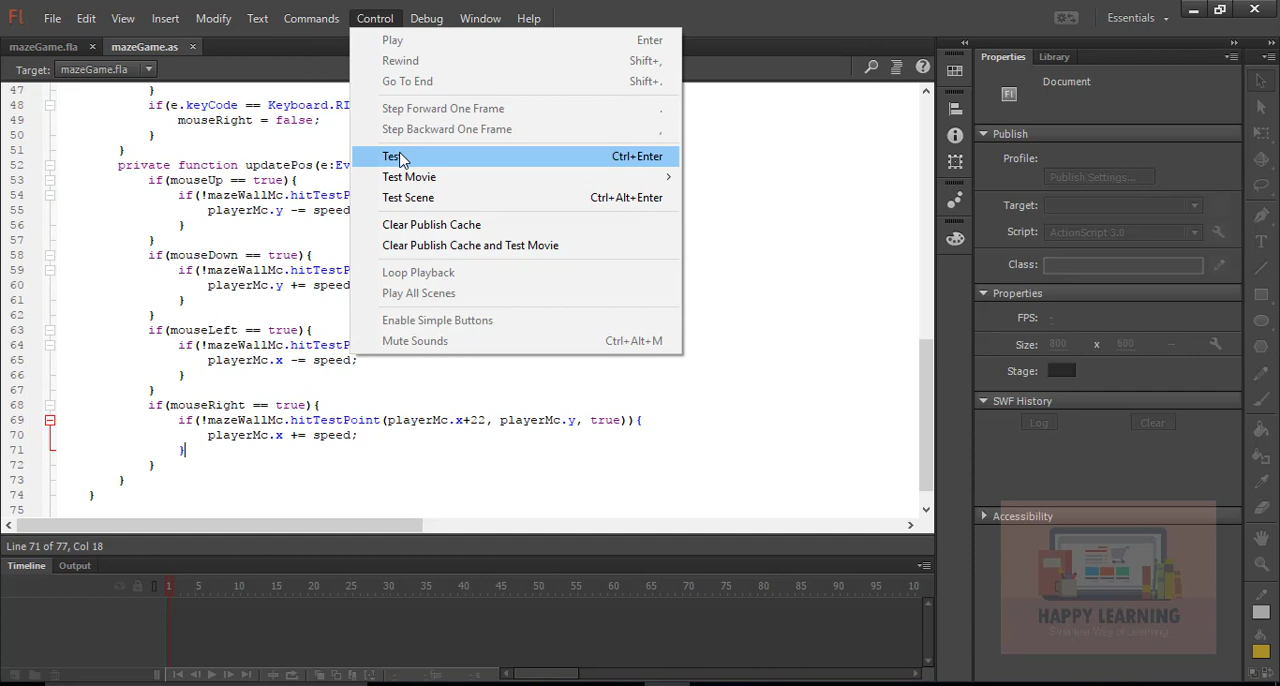 Fl File Edit View Insert Modify Text Commands Control Debug Window Help Essentials
mazeGame.fla × mazeGame.as ×
Target: mazeGame.fla
Play Enter
Rewind Shift+,
Go To End Shift+.
Step Forward One Frame .
Step Backward One Frame ,
Test Ctrl+Enter
Test Movie
Test Scene Ctrl+Alt+Enter
Clear Publish Cache
Clear Publish Cache and Test Movie
Loop Playback
Play All Scenes
Enable Simple Buttons
Mute Sounds Ctrl+Alt+M
47 }
48 if(e.keyCode == Keyboard.RI
49 mouseRight = false;
50 }
51 }
52 private function updatePos(e:Ev
53 if(mouseUp == true){
54 if(!mazeWallMc.hitTestP
55 playerMc.y -= speed
56 }
57 }
58 if(mouseDown == true){
59 if(!mazeWallMc.hitTestP
60 playerMc.y += speed
61 }
62 }
63 if(mouseLeft == true){
64 if(!mazeWallMc.hitTestP
65 playerMc.x -= speed;
66 }
67 }
68 if(mouseRight == true){
69 if(!mazeWallMc.hitTestPoint(playerMc.x+22, playerMc.y, true)){
70 playerMc.x += speed;
71 }
72 }
73 }
74 }
75
Line 71 of 77, Col 18
Timeline Output
1 5 10 15 20 25 30 35 40 45 50 55 60 65 70 75 80 85 90 95 10
Properties Library
Fl Document
Publish
Profile:
Publish Settings...
Target:
Script: ActionScript 3.0
Class:
Properties
FPS: -
Size: 800 x 600 --
Stage:
SWF History
Log Clear
Accessibility
HAPPY LEARNING